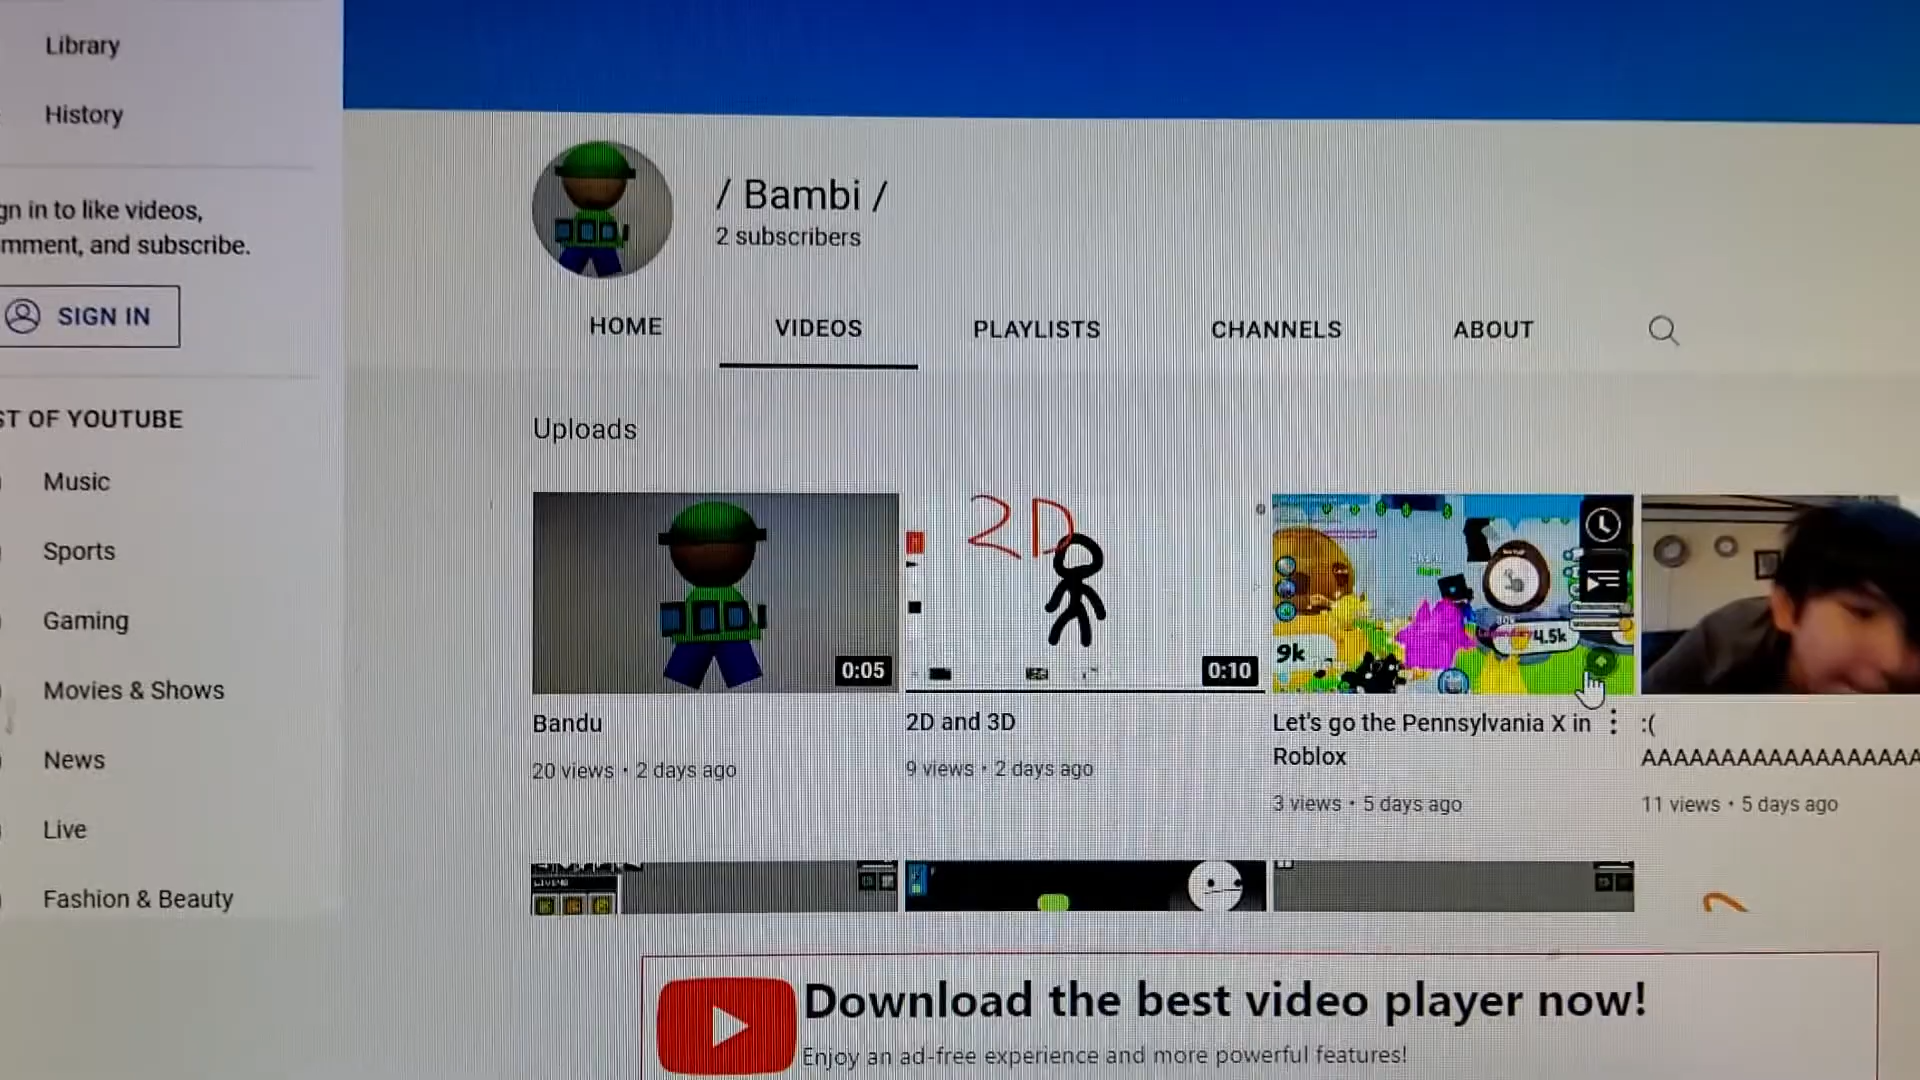 Library
History
gn in to like videos,
mment, and subscribe.
SIGN IN
ST OF YOUTUBE
Music
Sports
Gaming
Movies & Shows
News
Live
Fashion & Beauty
/ Bambi /
2 subscribers
HOME VIDEOS PLAYLISTS CHANNELS ABOUT
Uploads
0:05
2D
0:10
9k
4.5k
Bandu
20 views • 2 days ago
2D and 3D
9 views • 2 days ago
Let's go the Pennsylvania X in
Roblox
3 views • 5 days ago
:(
AAAAAAAAAAAAAAAAAA
11 views • 5 days ago
Download the best video player now!
Enjoy an ad-free experience and more powerful features!